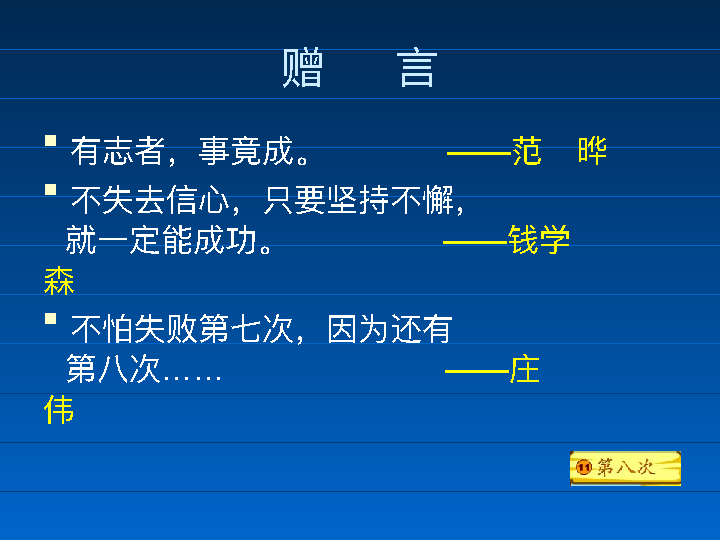 赠 言
有志者，事竟成。 ——范 晔
不失去信心，只要坚持不懈，
就一定能成功。 ——钱学
森
不怕失败第七次，因为还有
第八次…… ——庄
伟
11 第八次